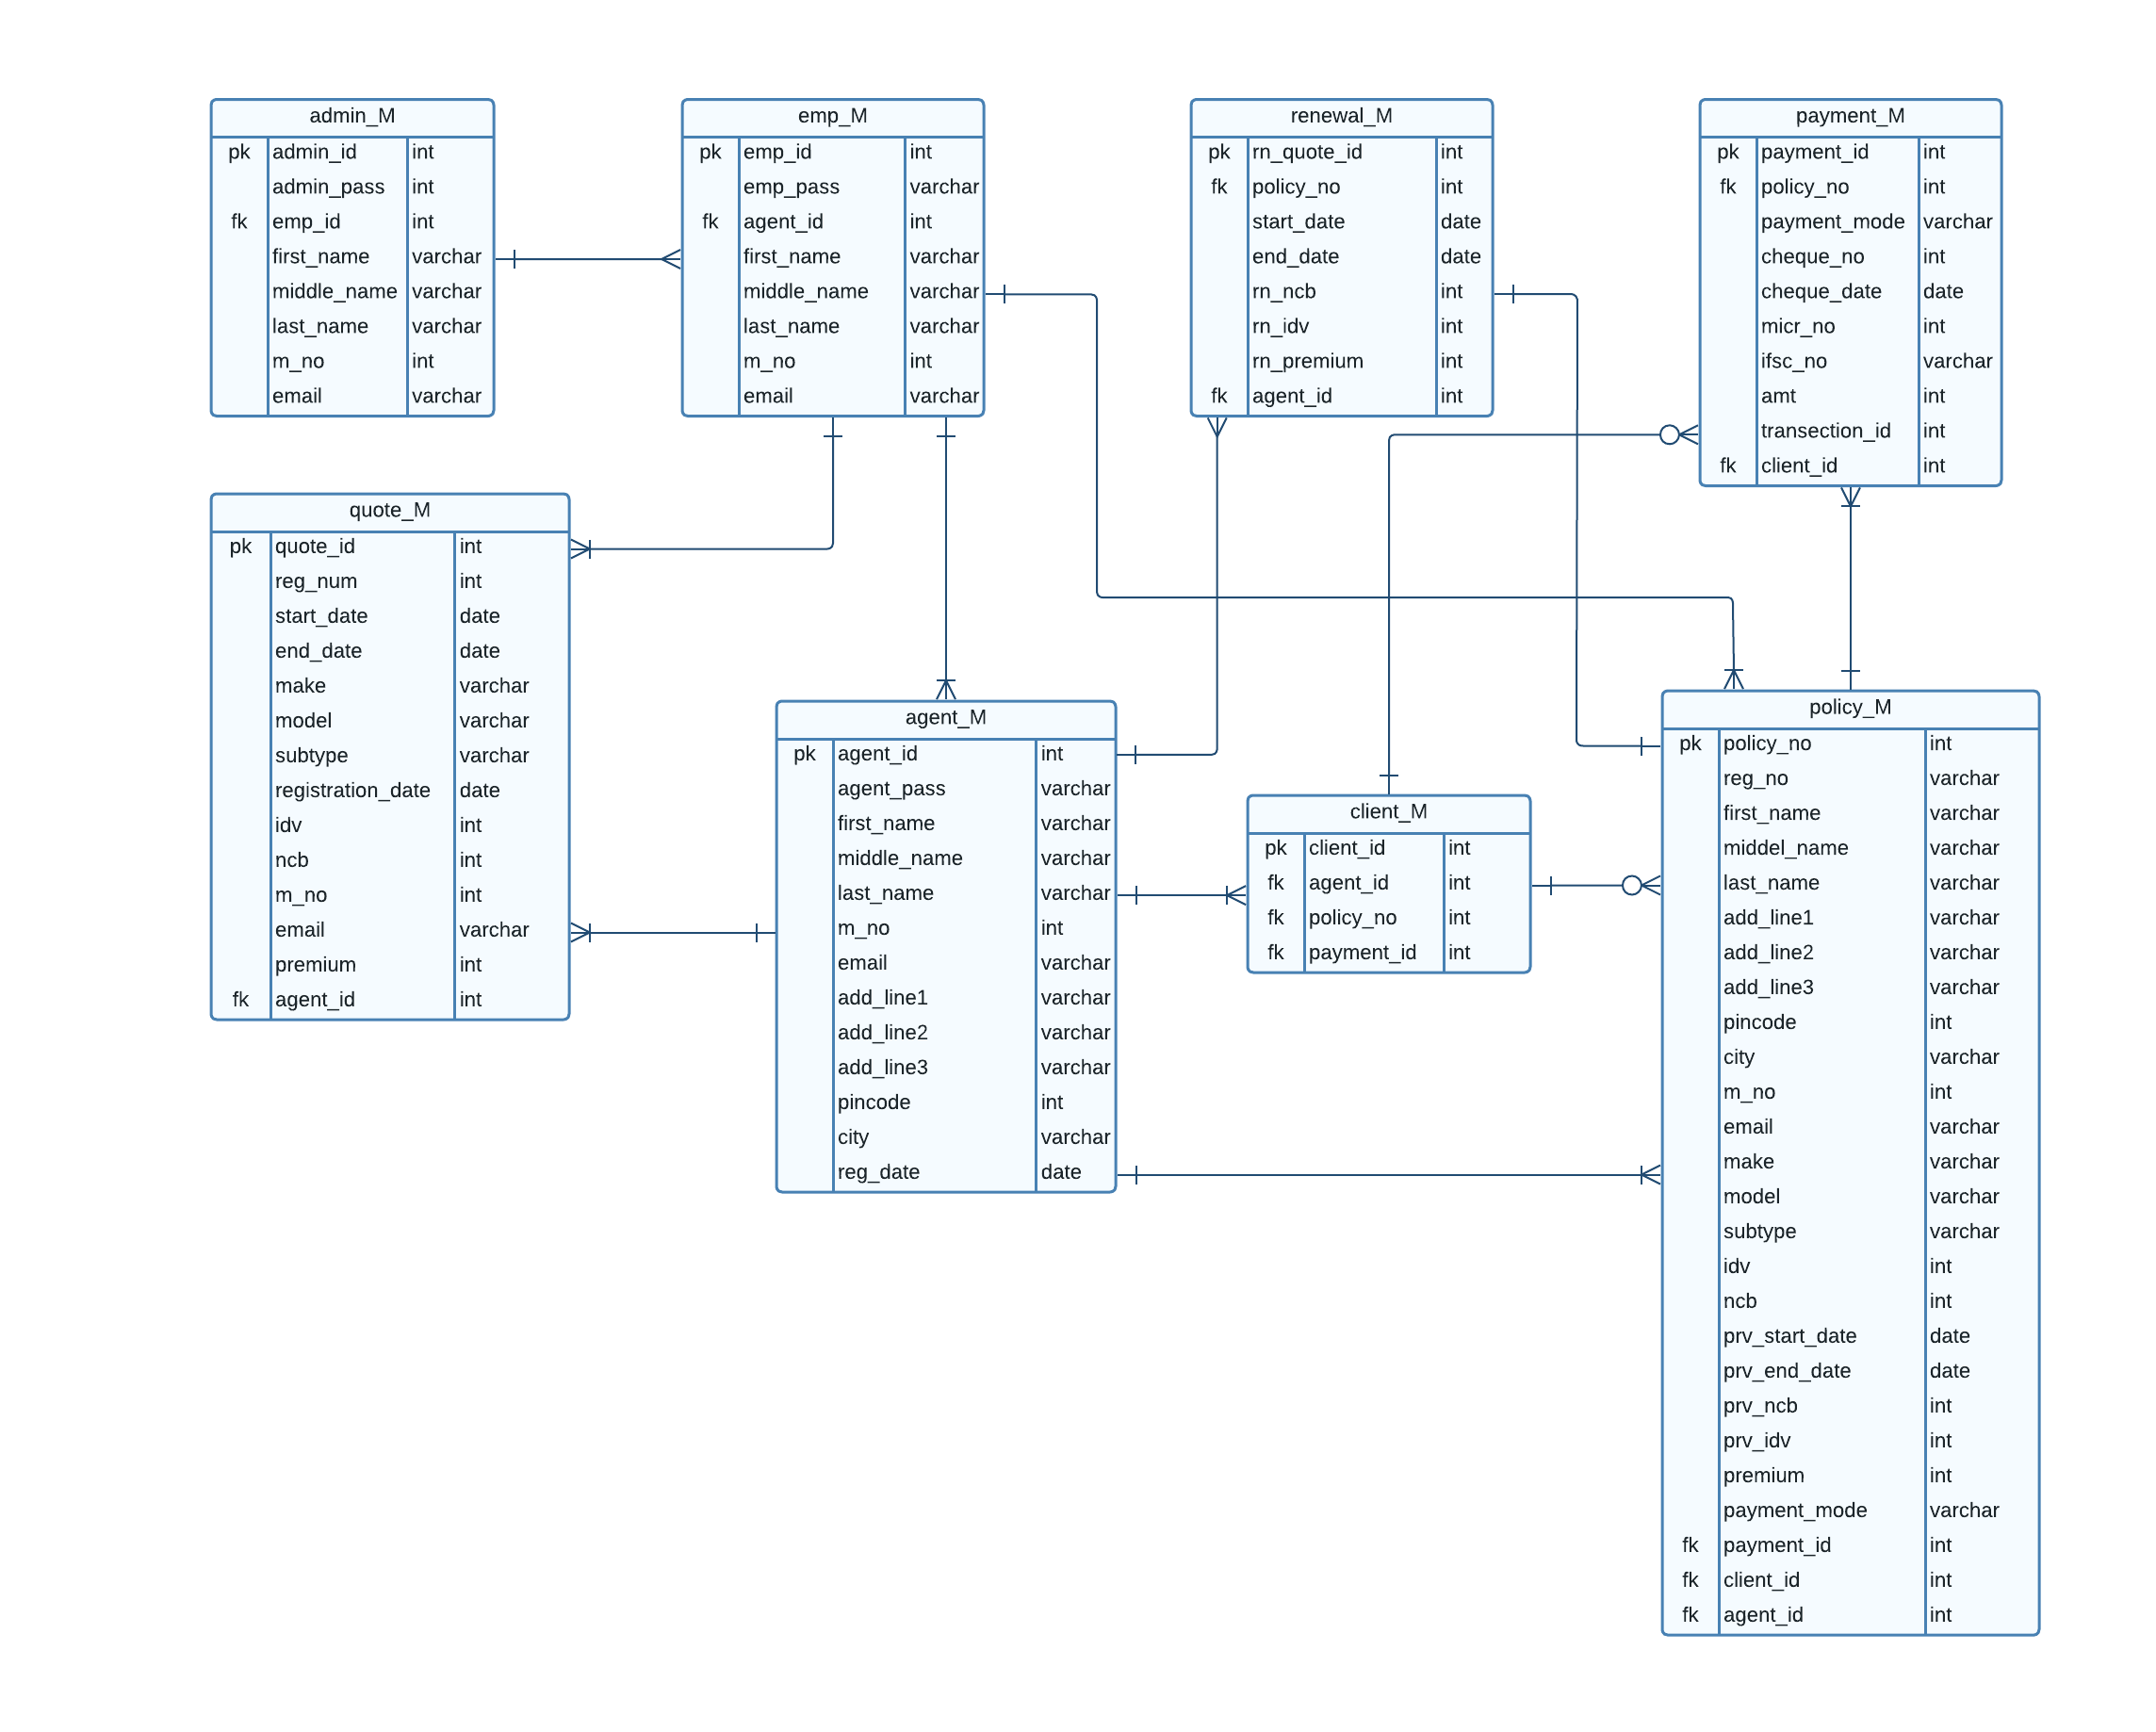 admin_M
pk admin_id int
admin_pass int
fk emp_id int
first_name varchar
middle_name varchar
last_name varchar
m_no int
email varchar
emp_M
pk emp_id int
emp_pass varchar
fk agent_id int
first_name varchar
middle_name varchar
last_name varchar
m_no int
email varchar
renewal_M
pk rn_quote_id int
fk policy_no int
start_date date
end_date date
rn_ncb int
rn_idv int
rn_premium int
fk agent_id int
payment_M
pk payment_id int
fk policy_no int
payment_mode varchar
cheque_no int
cheque_date date
micr_no int
ifsc_no varchar
amt int
transection_id int
fk client_id int
quote_M
pk quote_id int
reg_num int
start_date date
end_date date
make varchar
model varchar
subtype varchar
registration_date date
idv int
ncb int
m_no int
email varchar
premium int
fk agent_id int
agent_M
pk agent_id int
agent_pass varchar
first_name varchar
middle_name varchar
last_name varchar
m_no int
email varchar
add_line1 varchar
add_line2 varchar
add_line3 varchar
pincode int
city varchar
reg_date date
client_M
pk client_id int
fk agent_id int
fk policy_no int
fk payment_id int
policy_M
pk policy_no int
reg_no varchar
first_name varchar
middel_name varchar
last_name varchar
add_line1 varchar
add_line2 varchar
add_line3 varchar
pincode int
city varchar
m_no int
email varchar
make varchar
model varchar
subtype varchar
idv int
ncb int
prv_start_date date
prv_end_date date
prv_ncb int
prv_idv int
premium int
payment_mode varchar
fk payment_id int
fk client_id int
fk agent_id int